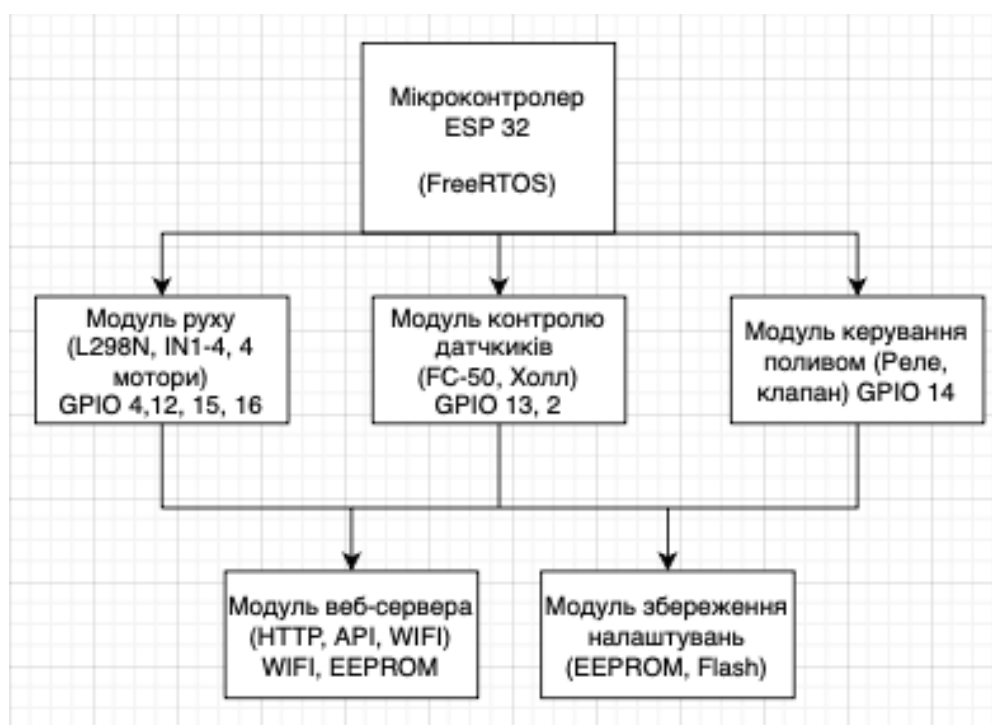 Мікроконтролер
ESP 32
(FreeRTOS)
Модуль руху
(L298N, IN1-4, 4
мотори)
GPIO 4,12, 15, 16
Модуль контролю
датчкиків
(FC-50, Холл)
GPIO 13, 2
Модуль керування
поливом (Реле,
клапан) GPIO 14
Модуль веб-сервера
(HTTP, API, WIFI)
WIFI, EEPROM
Модуль збереження
налаштувань
(EEPROM, Flash)